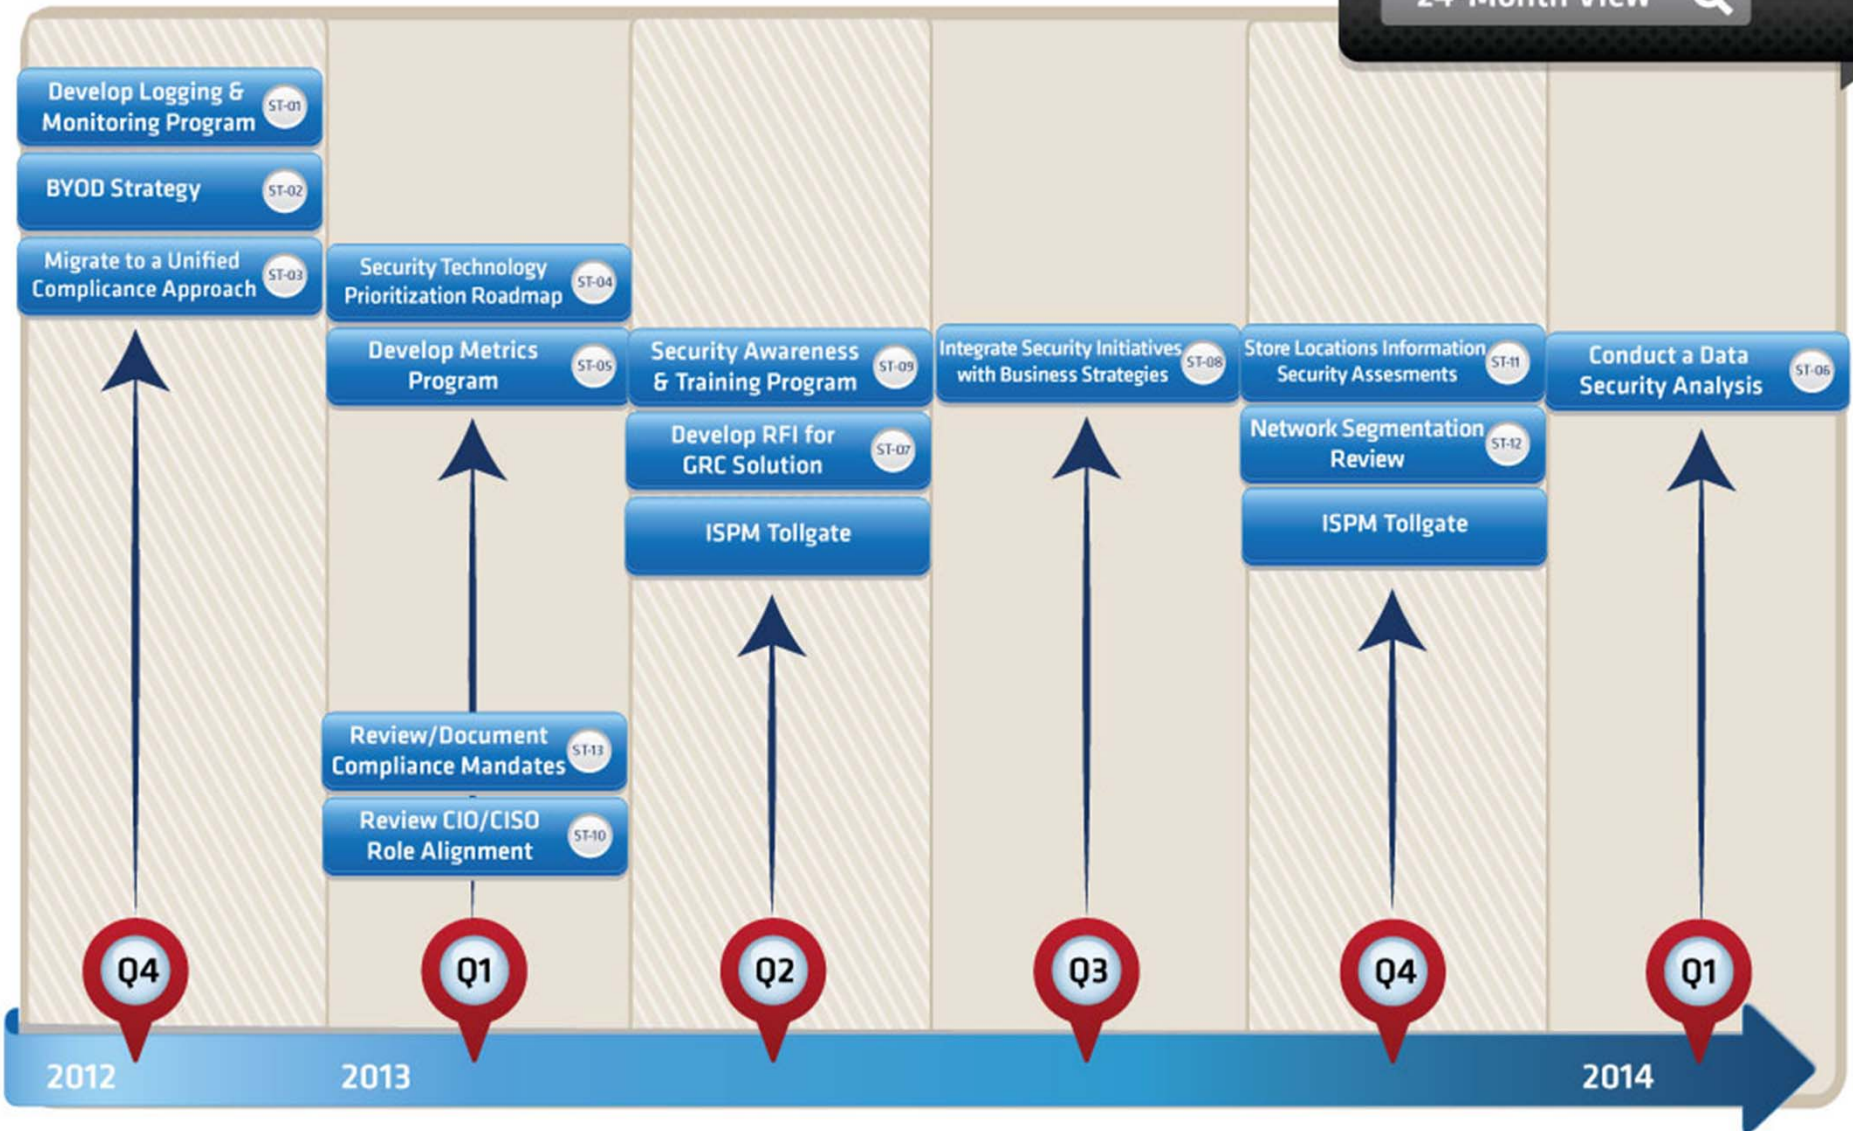 24-Month View
Develop Logging &
Monitoring Program
ST-01
BYOD Strategy
ST-02
Migrate to a Unified
Complicance Approach
ST-03
Security Technology
Prioritization Roadmap
ST-04
Develop Metrics
Program
ST-05
Review/Document
Compliance Mandates
ST-13
Review CIO/CISO
Role Alignment
ST-10
Security Awareness
& Training Program
ST-09
Develop RFI for
GRC Solution
ST-07
ISPM Tollgate
Integrate Security Initiatives
with Business Strategies
ST-08
Store Locations Information
Security Assesments
ST-11
Network Segmentation
Review
ST-12
ISPM Tollgate
Conduct a Data
Security Analysis
ST-06
Q4
Q1
Q2
Q3
Q4
Q1
2012
2013
2014